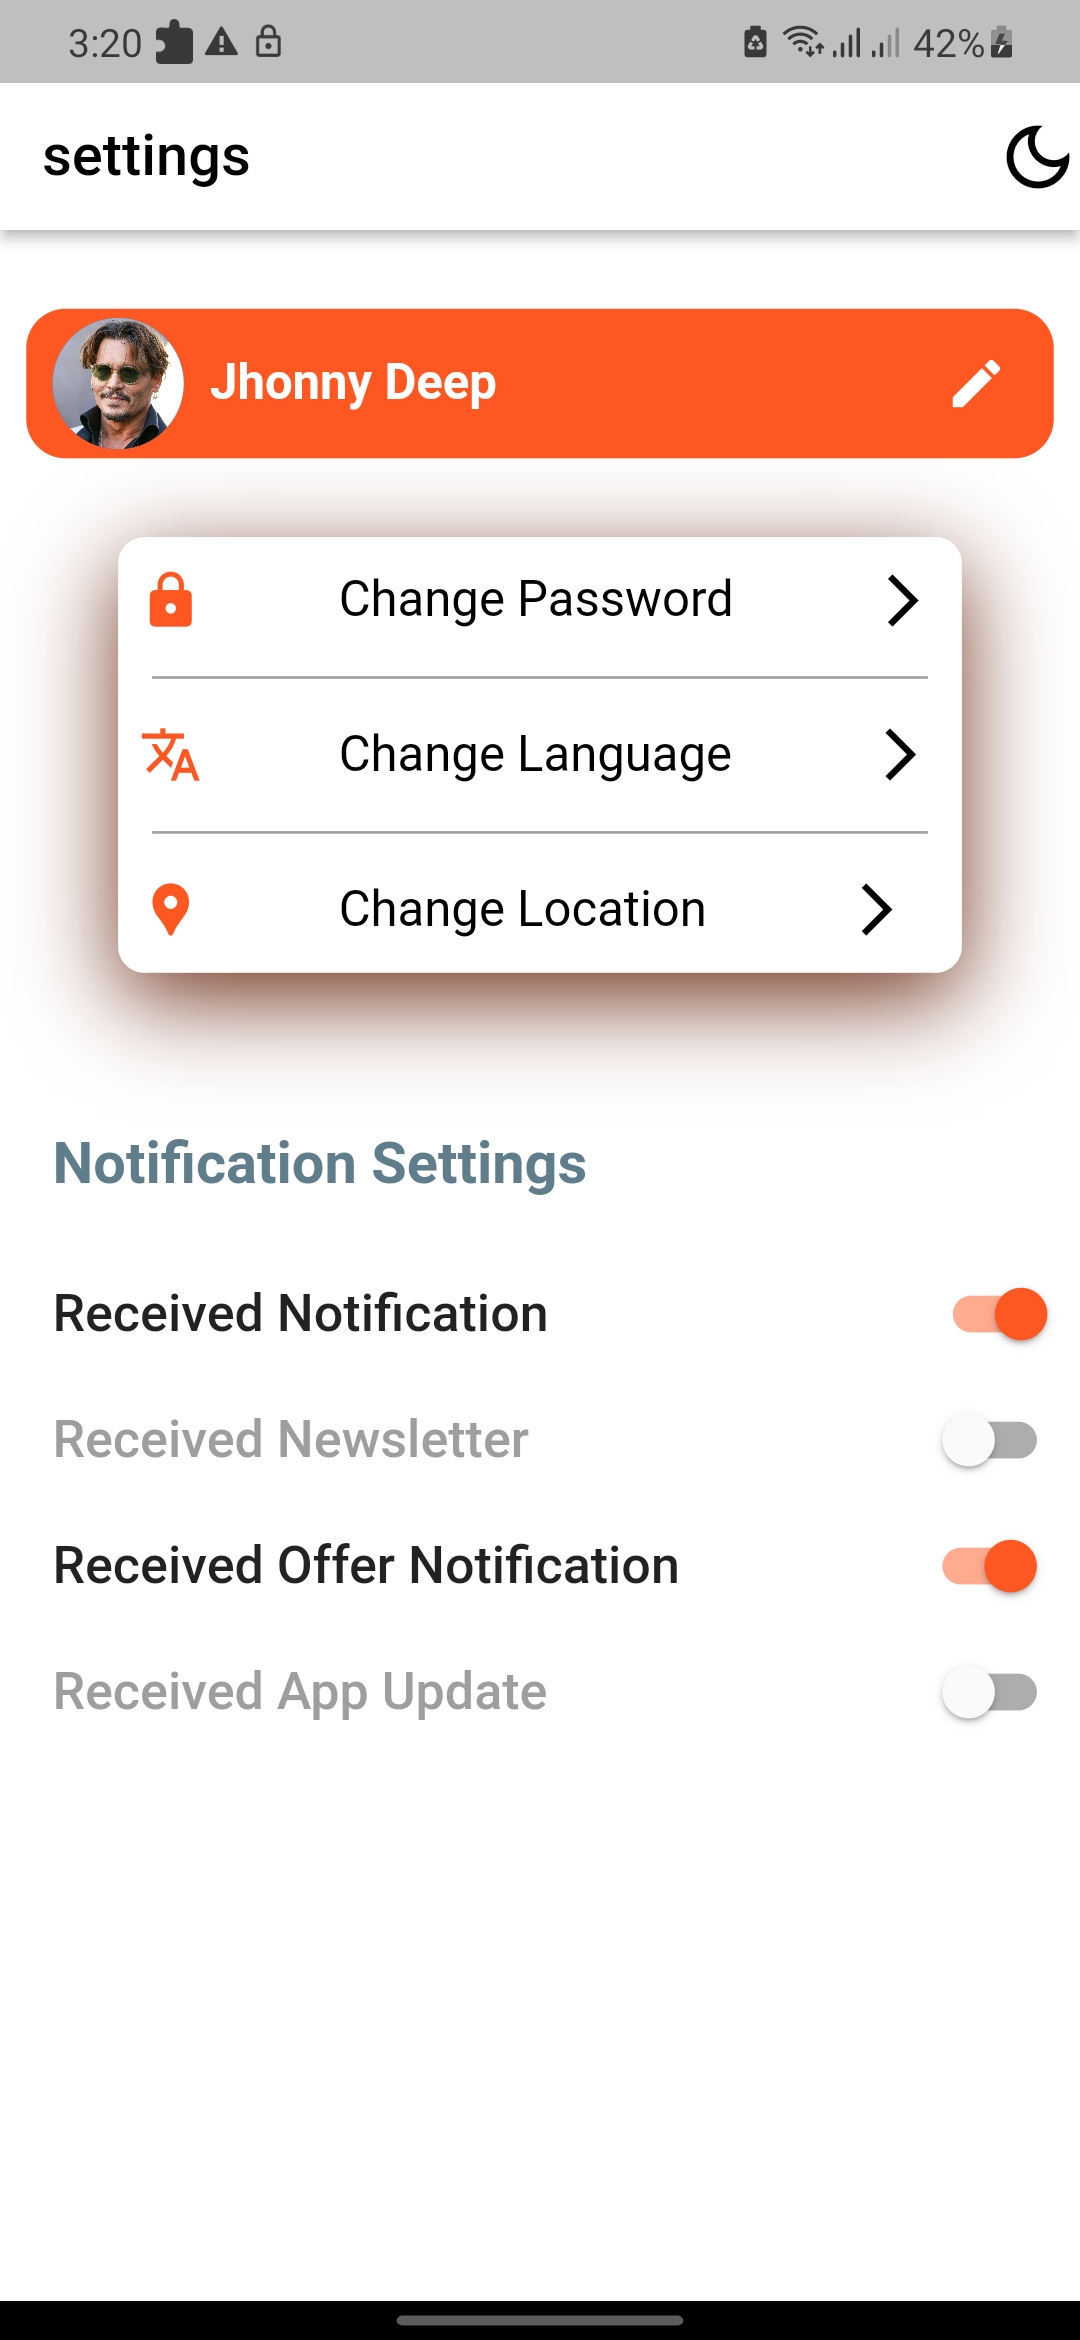 3:20
42%
settings
Jhonny Deep
Change Password
Change Language
Change Location
Notification Settings
Received Notification
Received Newsletter
Received Offer Notification
Received App Update